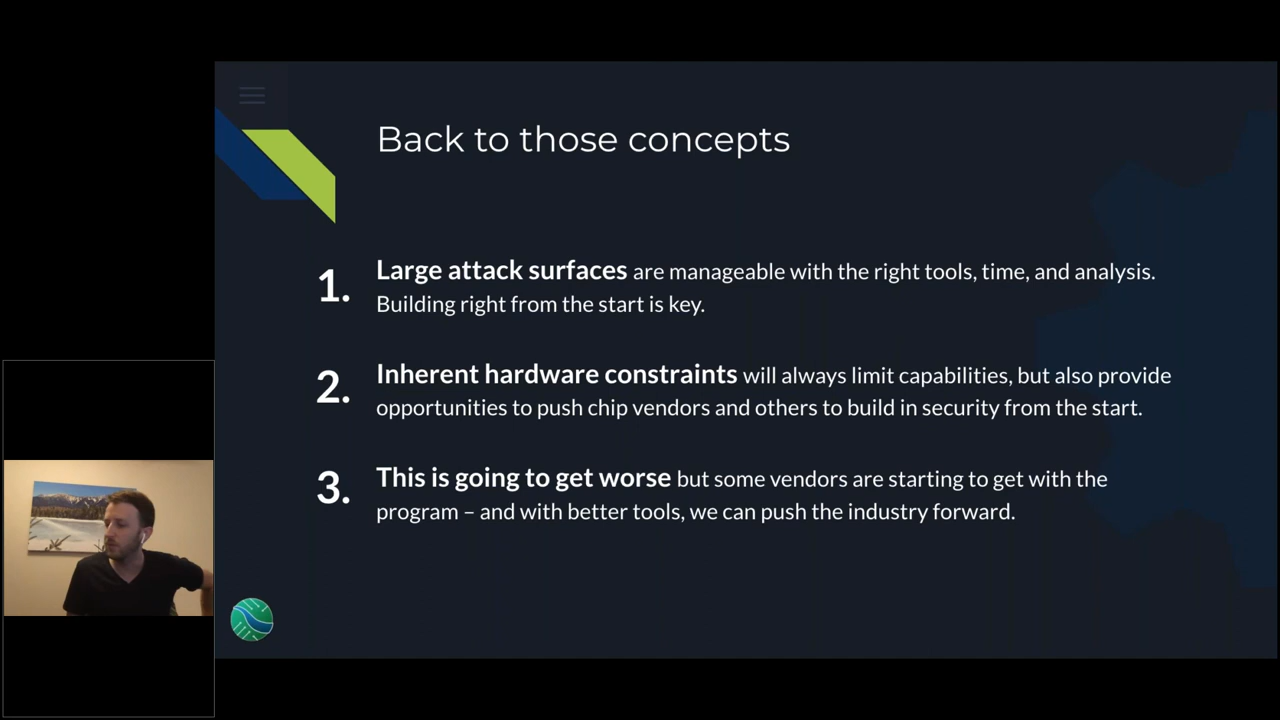 Back to those concepts
1.
Large attack surfaces are manageable with the right tools, time, and analysis.
Building right from the start is key.
2.
Inherent hardware constraints will always limit capabilities, but also provide
opportunities to push chip vendors and others to build in security from the start.
3.
This is going to get worse but some vendors are starting to get with the
program – and with better tools, we can push the industry forward.